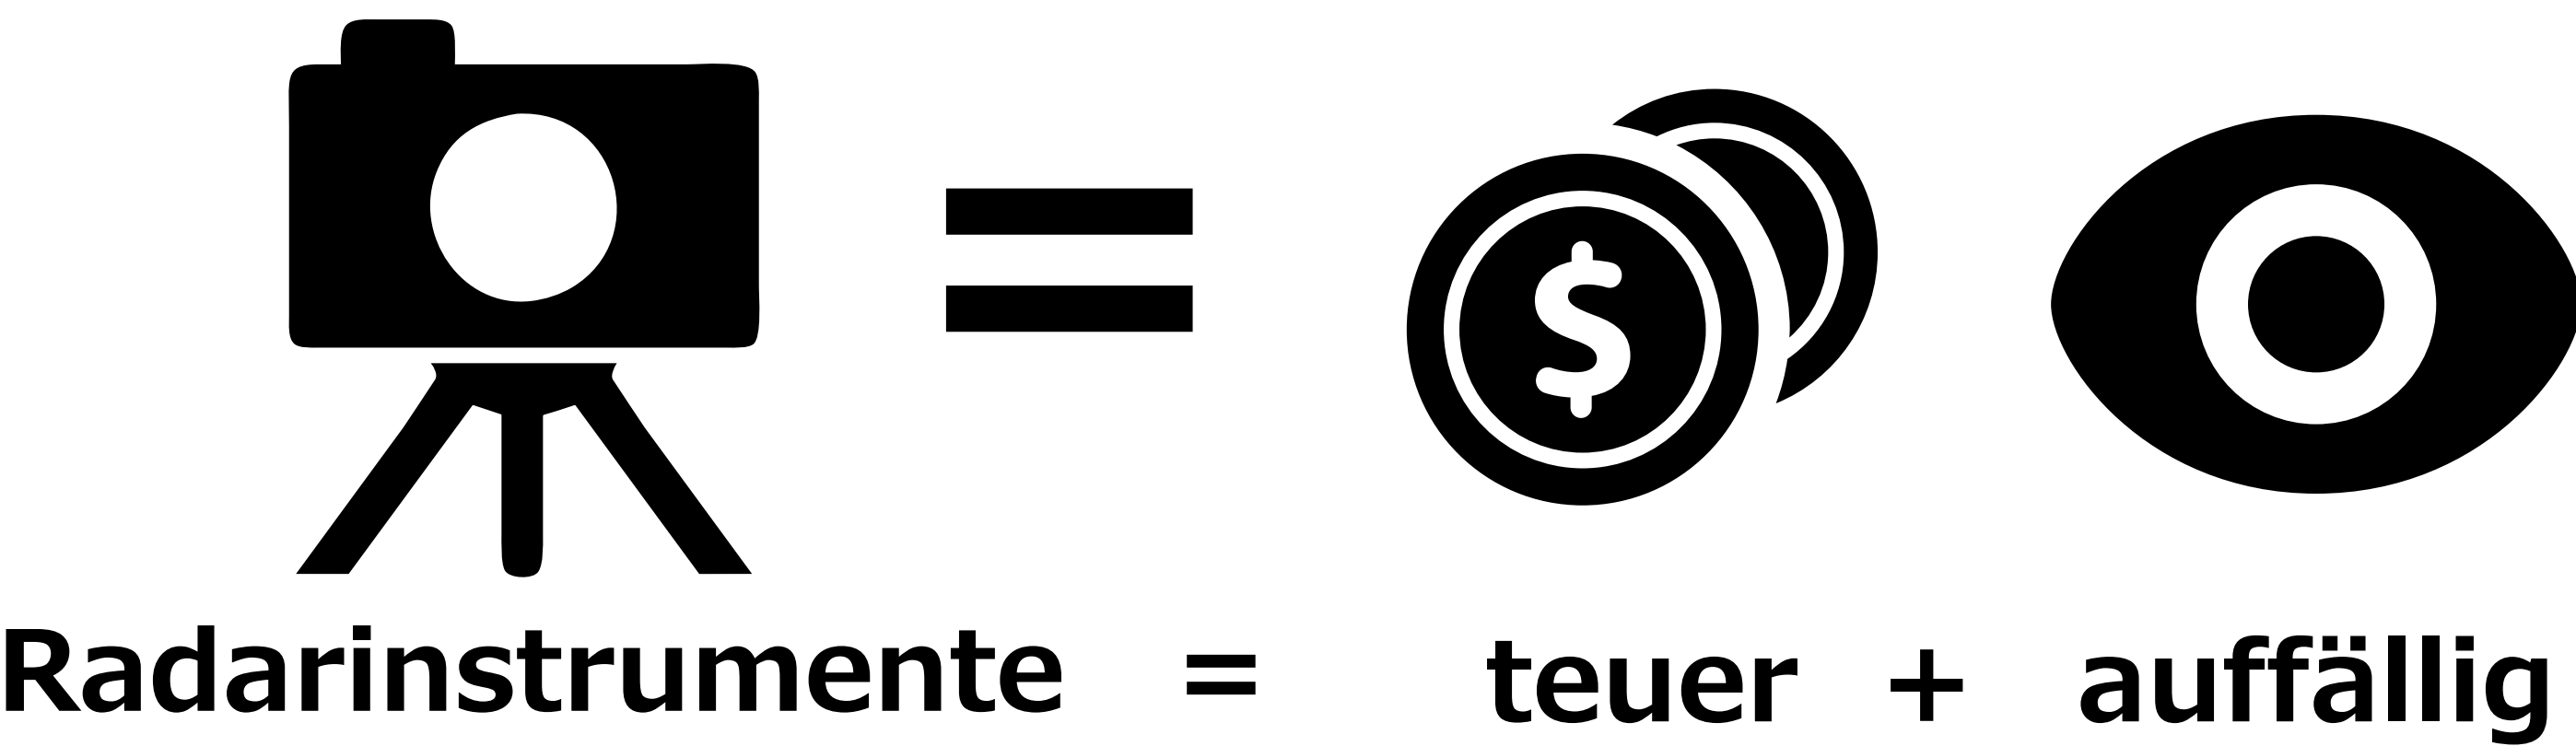 $
Radarinstrumente = teuer + auffällig